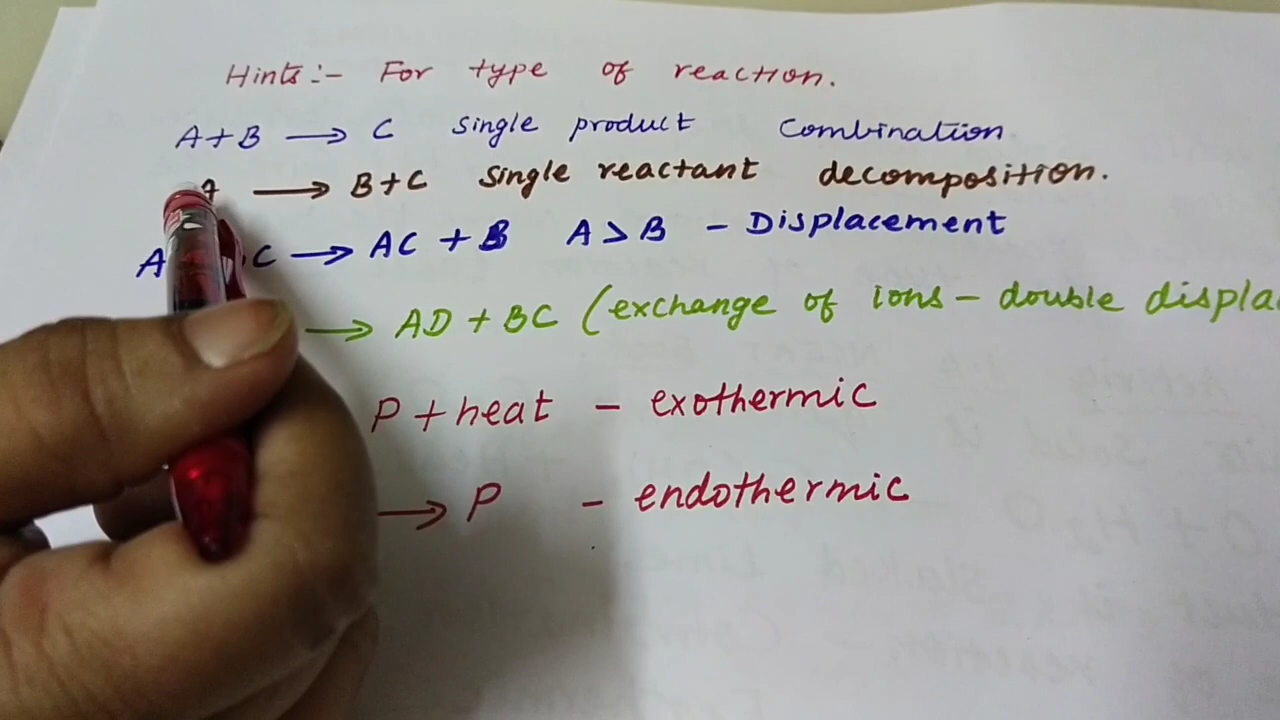 Hints:- For type of reaction.
A+B → C single product Combination
→ B+C single reactant decomposition.
A C → AC + B A > B - Displacement
→ AD + BC (exchange of ions - double displa
P + heat - exothermic
→ P - endothermic